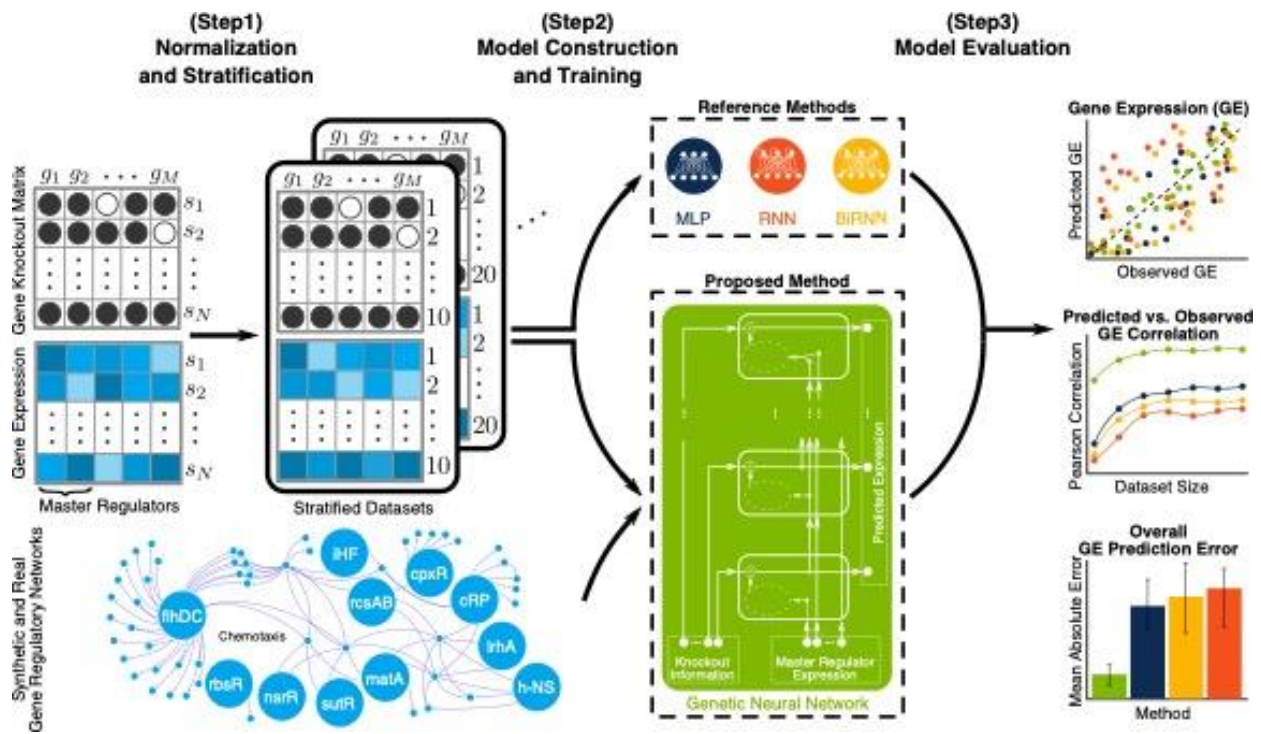 (Step1)
Normalization
and Stratification
(Step2)
Model Construction
and Training
(Step3)
Model Evaluation
Gene Knockout Matrix
g1 g2 · · · gM
s1
s2
sN
Gene Expression
s1
s2
sN
Master Regulators
g1 g2 · · · gM
1
2
20
1
2
20
g1 g2 · · · gM
1
2
10
1
2
10
Stratified Datasets
Synthetic and Real
Gene Regulatory Networks
flhDC
iHF
cpxR
rcsAB
cRP
Chemotaxis
lrhA
rbsR
nsrR
sutR
matA
h-NS
Reference Methods
MLP
RNN
BiRNN
Proposed Method
Predicted Expression
Knockout
Information
Master Regulator
Expression
Genetic Neural Network
Gene Expression (GE)
Predicted GE
Observed GE
Predicted vs. Observed
GE Correlation
Pearson Correlation
Dataset Size
Overall
GE Prediction Error
Mean Absolute Error
Method